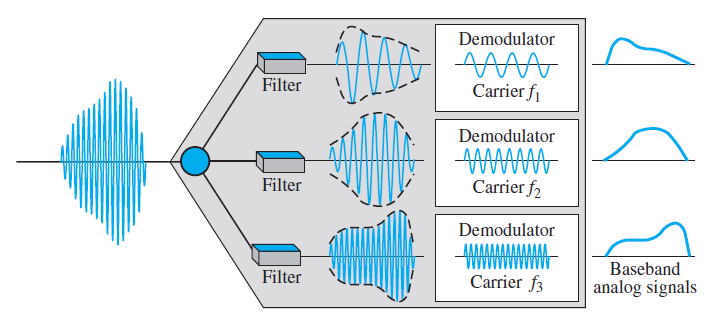 Demodulator
Filter
Carrier f1
Demodulator
Filter
Carrier f2
Demodulator
Filter
Carrier f3
Baseband
analog signals